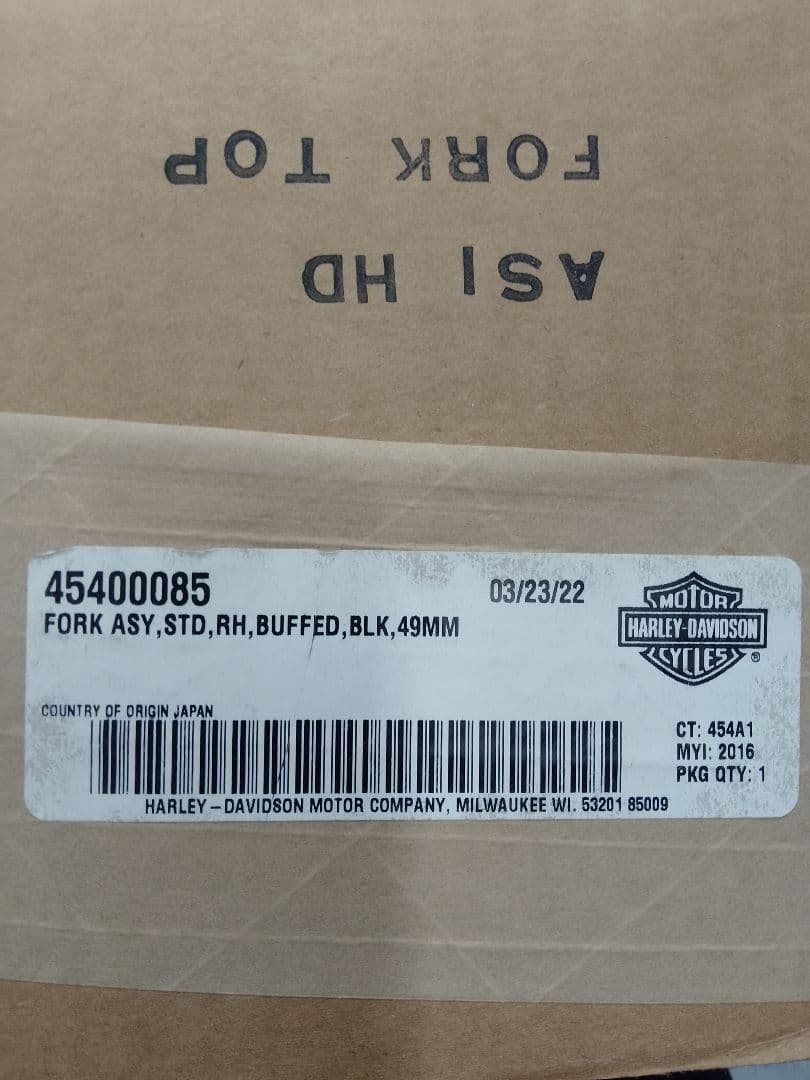 FORK TOP
ASI HD
45400085
03/23/22
FORK ASY,STD,RH,BUFFED,BLK,49MM
MOTOR
HARLEY-DAVIDSON
CYCLES
®
COUNTRY OF ORIGIN JAPAN
CT: 454A1
MYI: 2016
PKG QTY: 1
HARLEY-DAVIDSON MOTOR COMPANY, MILWAUKEE WI. 53201 85009